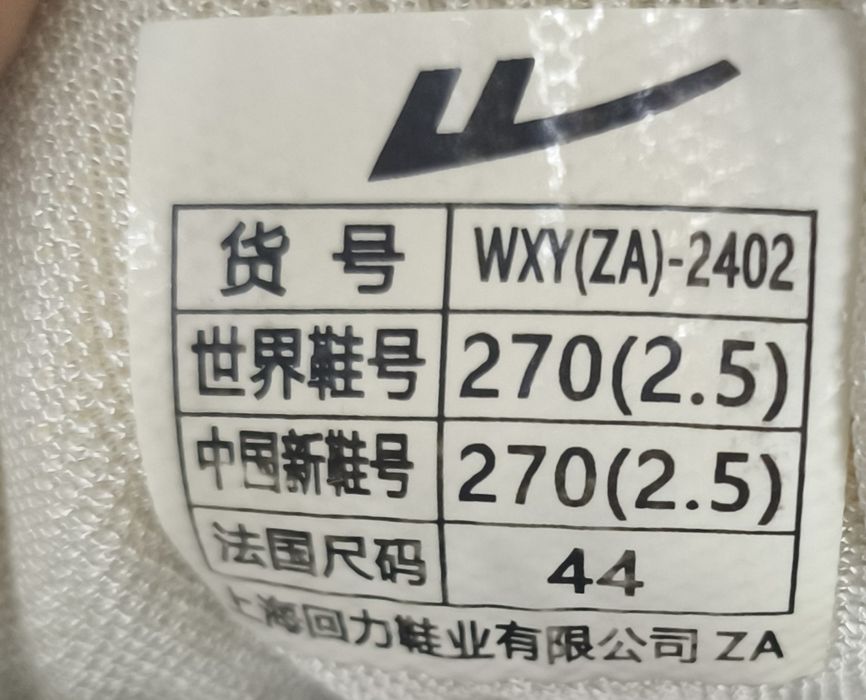 货号 WXY(ZA)-2402
世界鞋号 270(2.5)
中国新鞋号 270(2.5)
法国尺码 44
上海回力鞋业有限公司 ZA